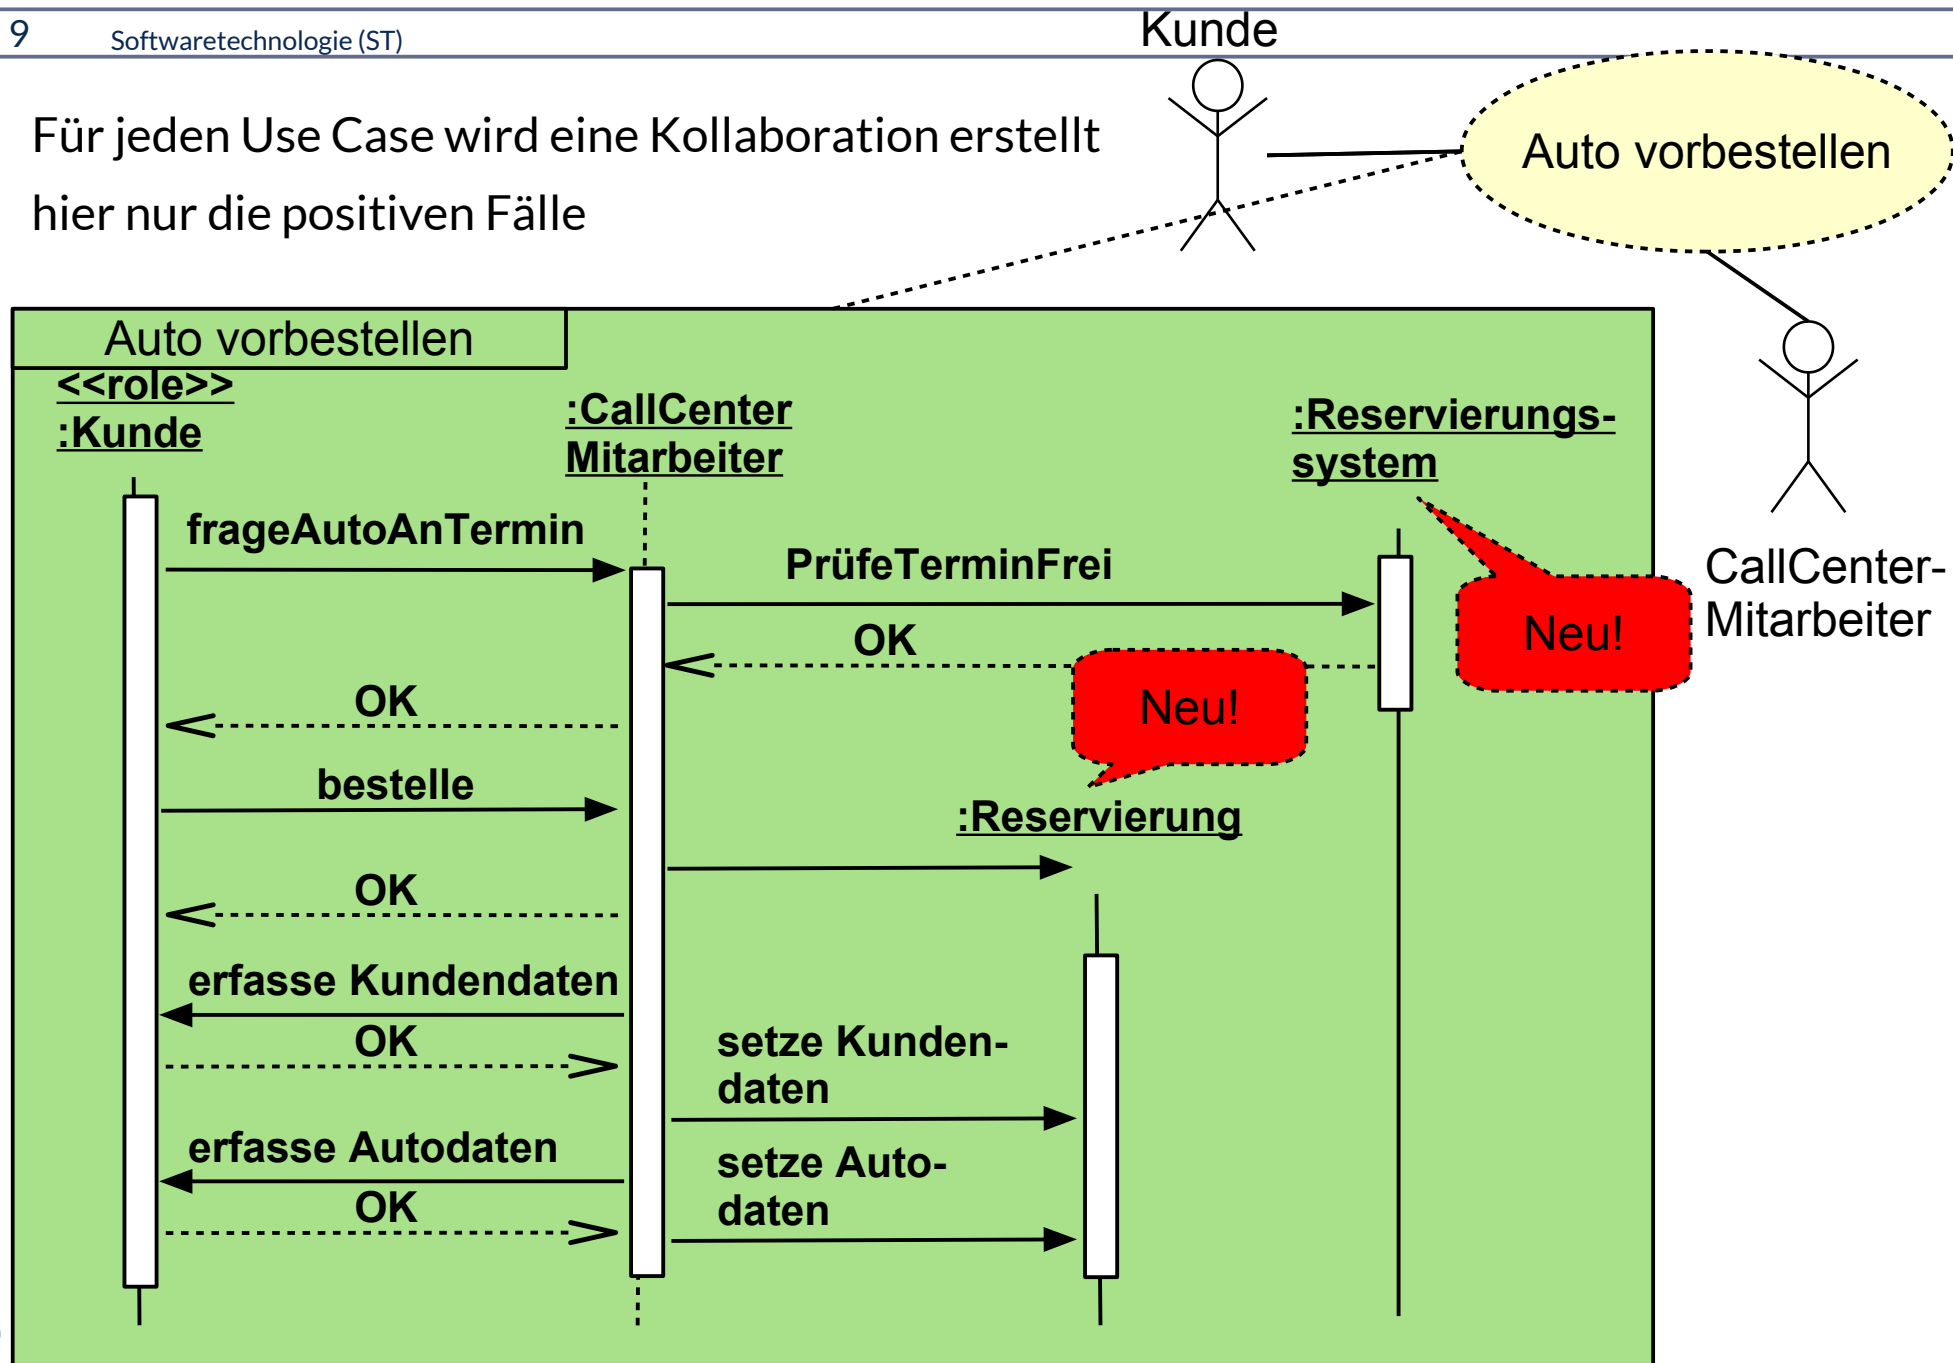 9
Softwaretechnologie (ST)
Kunde
Für jeden Use Case wird eine Kollaboration erstellt
hier nur die positiven Fälle
Auto vorbestellen
CallCenter-
Mitarbeiter
Auto vorbestellen
<<role>>
:Kunde
:CallCenter
Mitarbeiter
:Reservierungs-
system
frageAutoAnTermin
PrüfeTerminFrei
Neu!
OK
OK
Neu!
bestelle
:Reservierung
OK
erfasse Kundendaten
OK
setze Kunden-
daten
erfasse Autodaten
setze Auto-
daten
OK